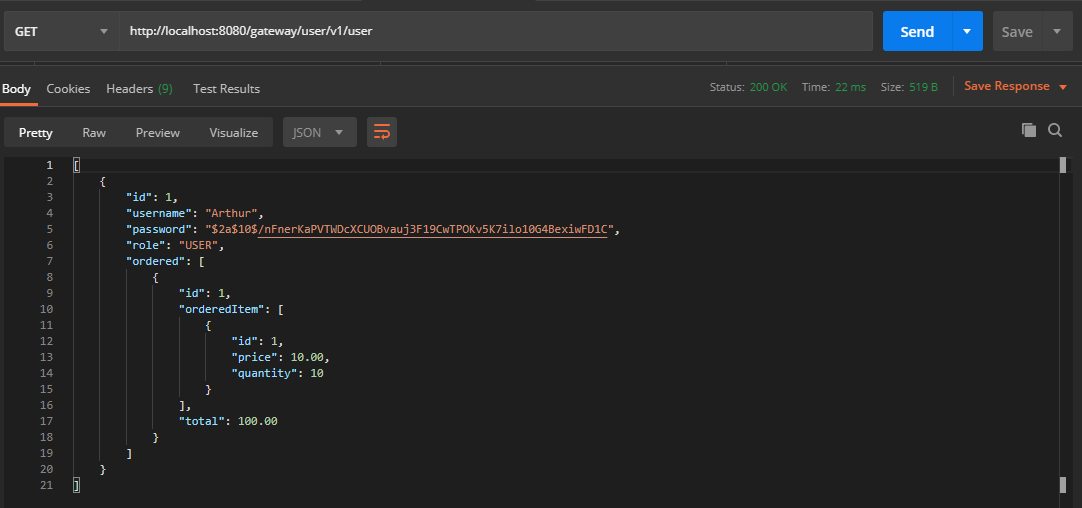 GET http://localhost:8080/gateway/user/v1/user Send Save
Body Cookies Headers (9) Test Results Status: 200 OK Time: 22 ms Size: 519 B Save Response
Pretty Raw Preview Visualize JSON
1 [
2 {
3 "id": 1,
4 "username": "Arthur",
5 "password": "$2a$10$/nFnerKaPVTWDcXCUOBvauj3F19CwTPOKv5K7ilo10G4BexiwFD1C",
6 "role": "USER",
7 "ordered": [
8 {
9 "id": 1,
10 "orderedItem": [
11 {
12 "id": 1,
13 "price": 10.00,
14 "quantity": 10
15 }
16 ],
17 "total": 100.00
18 }
19 ]
20 }
21 ]